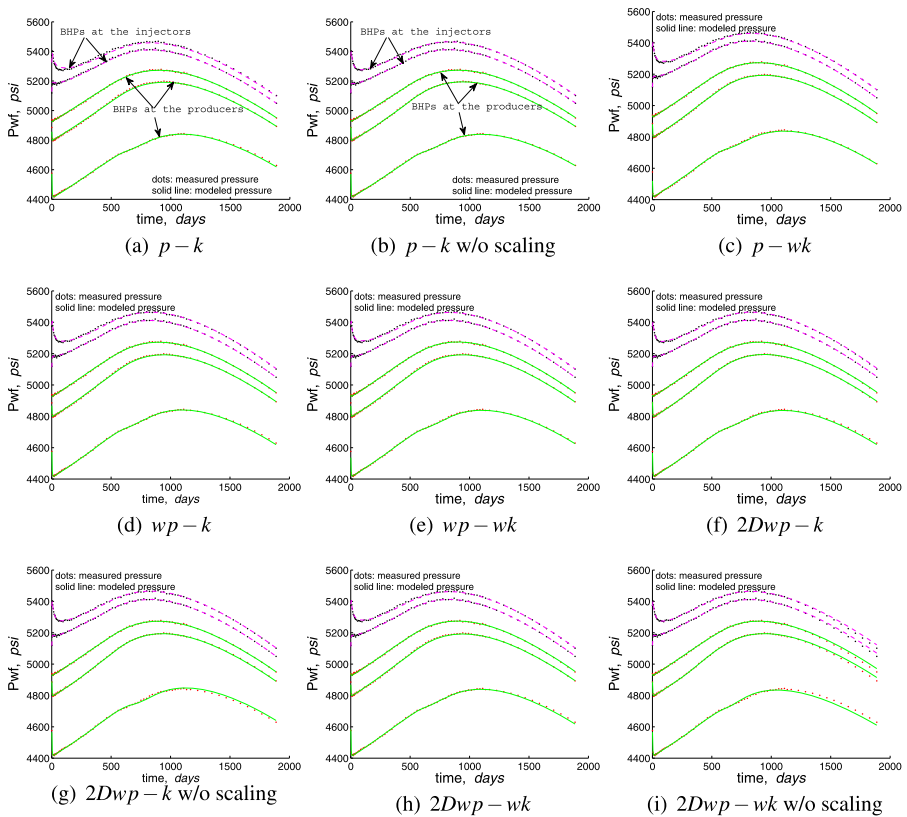 5600
5400
5200
5000
4800
4600
4400
Pwf, psi
BHPs at the injectors
BHPs at the producers
dots: measured pressure
solid line: modeled pressure
0 500 1000 1500 2000
time, days
(a) p − k
BHPs at the injectors
BHPs at the producers
dots: measured pressure
solid line: modeled pressure
5600
5400
5200
5000
4800
4600
4400
Pwf, psi
0 500 1000 1500 2000
time, days
(b) p − k w/o scaling
dots: measured pressure
solid line: modeled pressure
5600
5400
5200
5000
4800
4600
4400
Pwf, psi
0 500 1000 1500 2000
time, days
(c) p − wk
dots: measured pressure
solid line: modeled pressure
5600
5400
5200
5000
4800
4600
4400
Pwf, psi
0 500 1000 1500 2000
time, days
(d) wp − k
dots: measured pressure
solid line: modeled pressure
5600
5400
5200
5000
4800
4600
4400
Pwf, psi
0 500 1000 1500 2000
time, days
(e) wp − wk
dots: measured pressure
solid line: modeled pressure
5600
5400
5200
5000
4800
4600
4400
Pwf, psi
0 500 1000 1500 2000
time, days
(f) 2Dwp − k
dots: measured pressure
solid line: modeled pressure
5600
5400
5200
5000
4800
4600
4400
Pwf, psi
0 500 1000 1500 2000
time, days
(g) 2Dwp − k w/o scaling
dots: measured pressure
solid line: modeled pressure
5600
5400
5200
5000
4800
4600
4400
Pwf, psi
0 500 1000 1500 2000
time, days
(h) 2Dwp − wk
dots: measured pressure
solid line: modeled pressure
5600
5400
5200
5000
4800
4600
4400
Pwf, psi
0 500 1000 1500 2000
time, days
(i) 2Dwp − wk w/o scaling